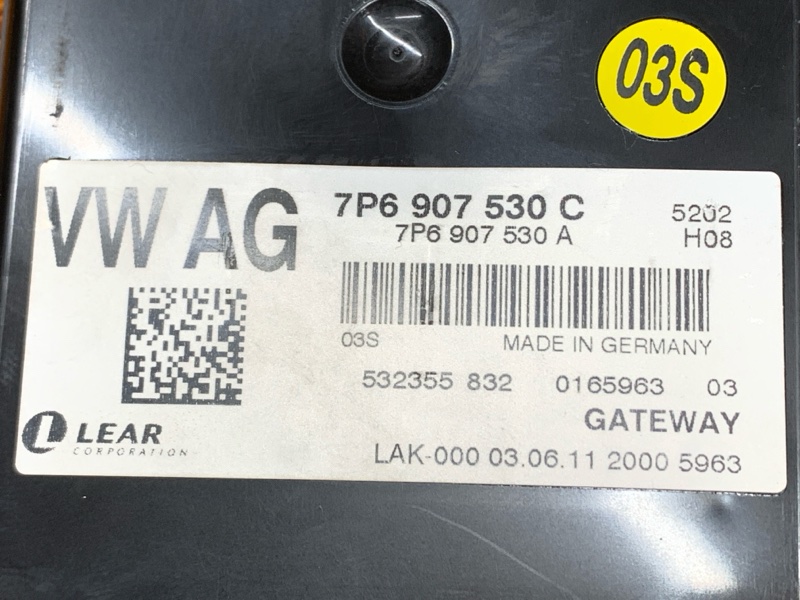 03S
VW AG
7P6 907 530 C 5202
7P6 907 530 A H08
03S MADE IN GERMANY
532355 832 0165963 03
GATEWAY
LEAR
CORPORATION
LAK-000 03.06.11 2000 5963